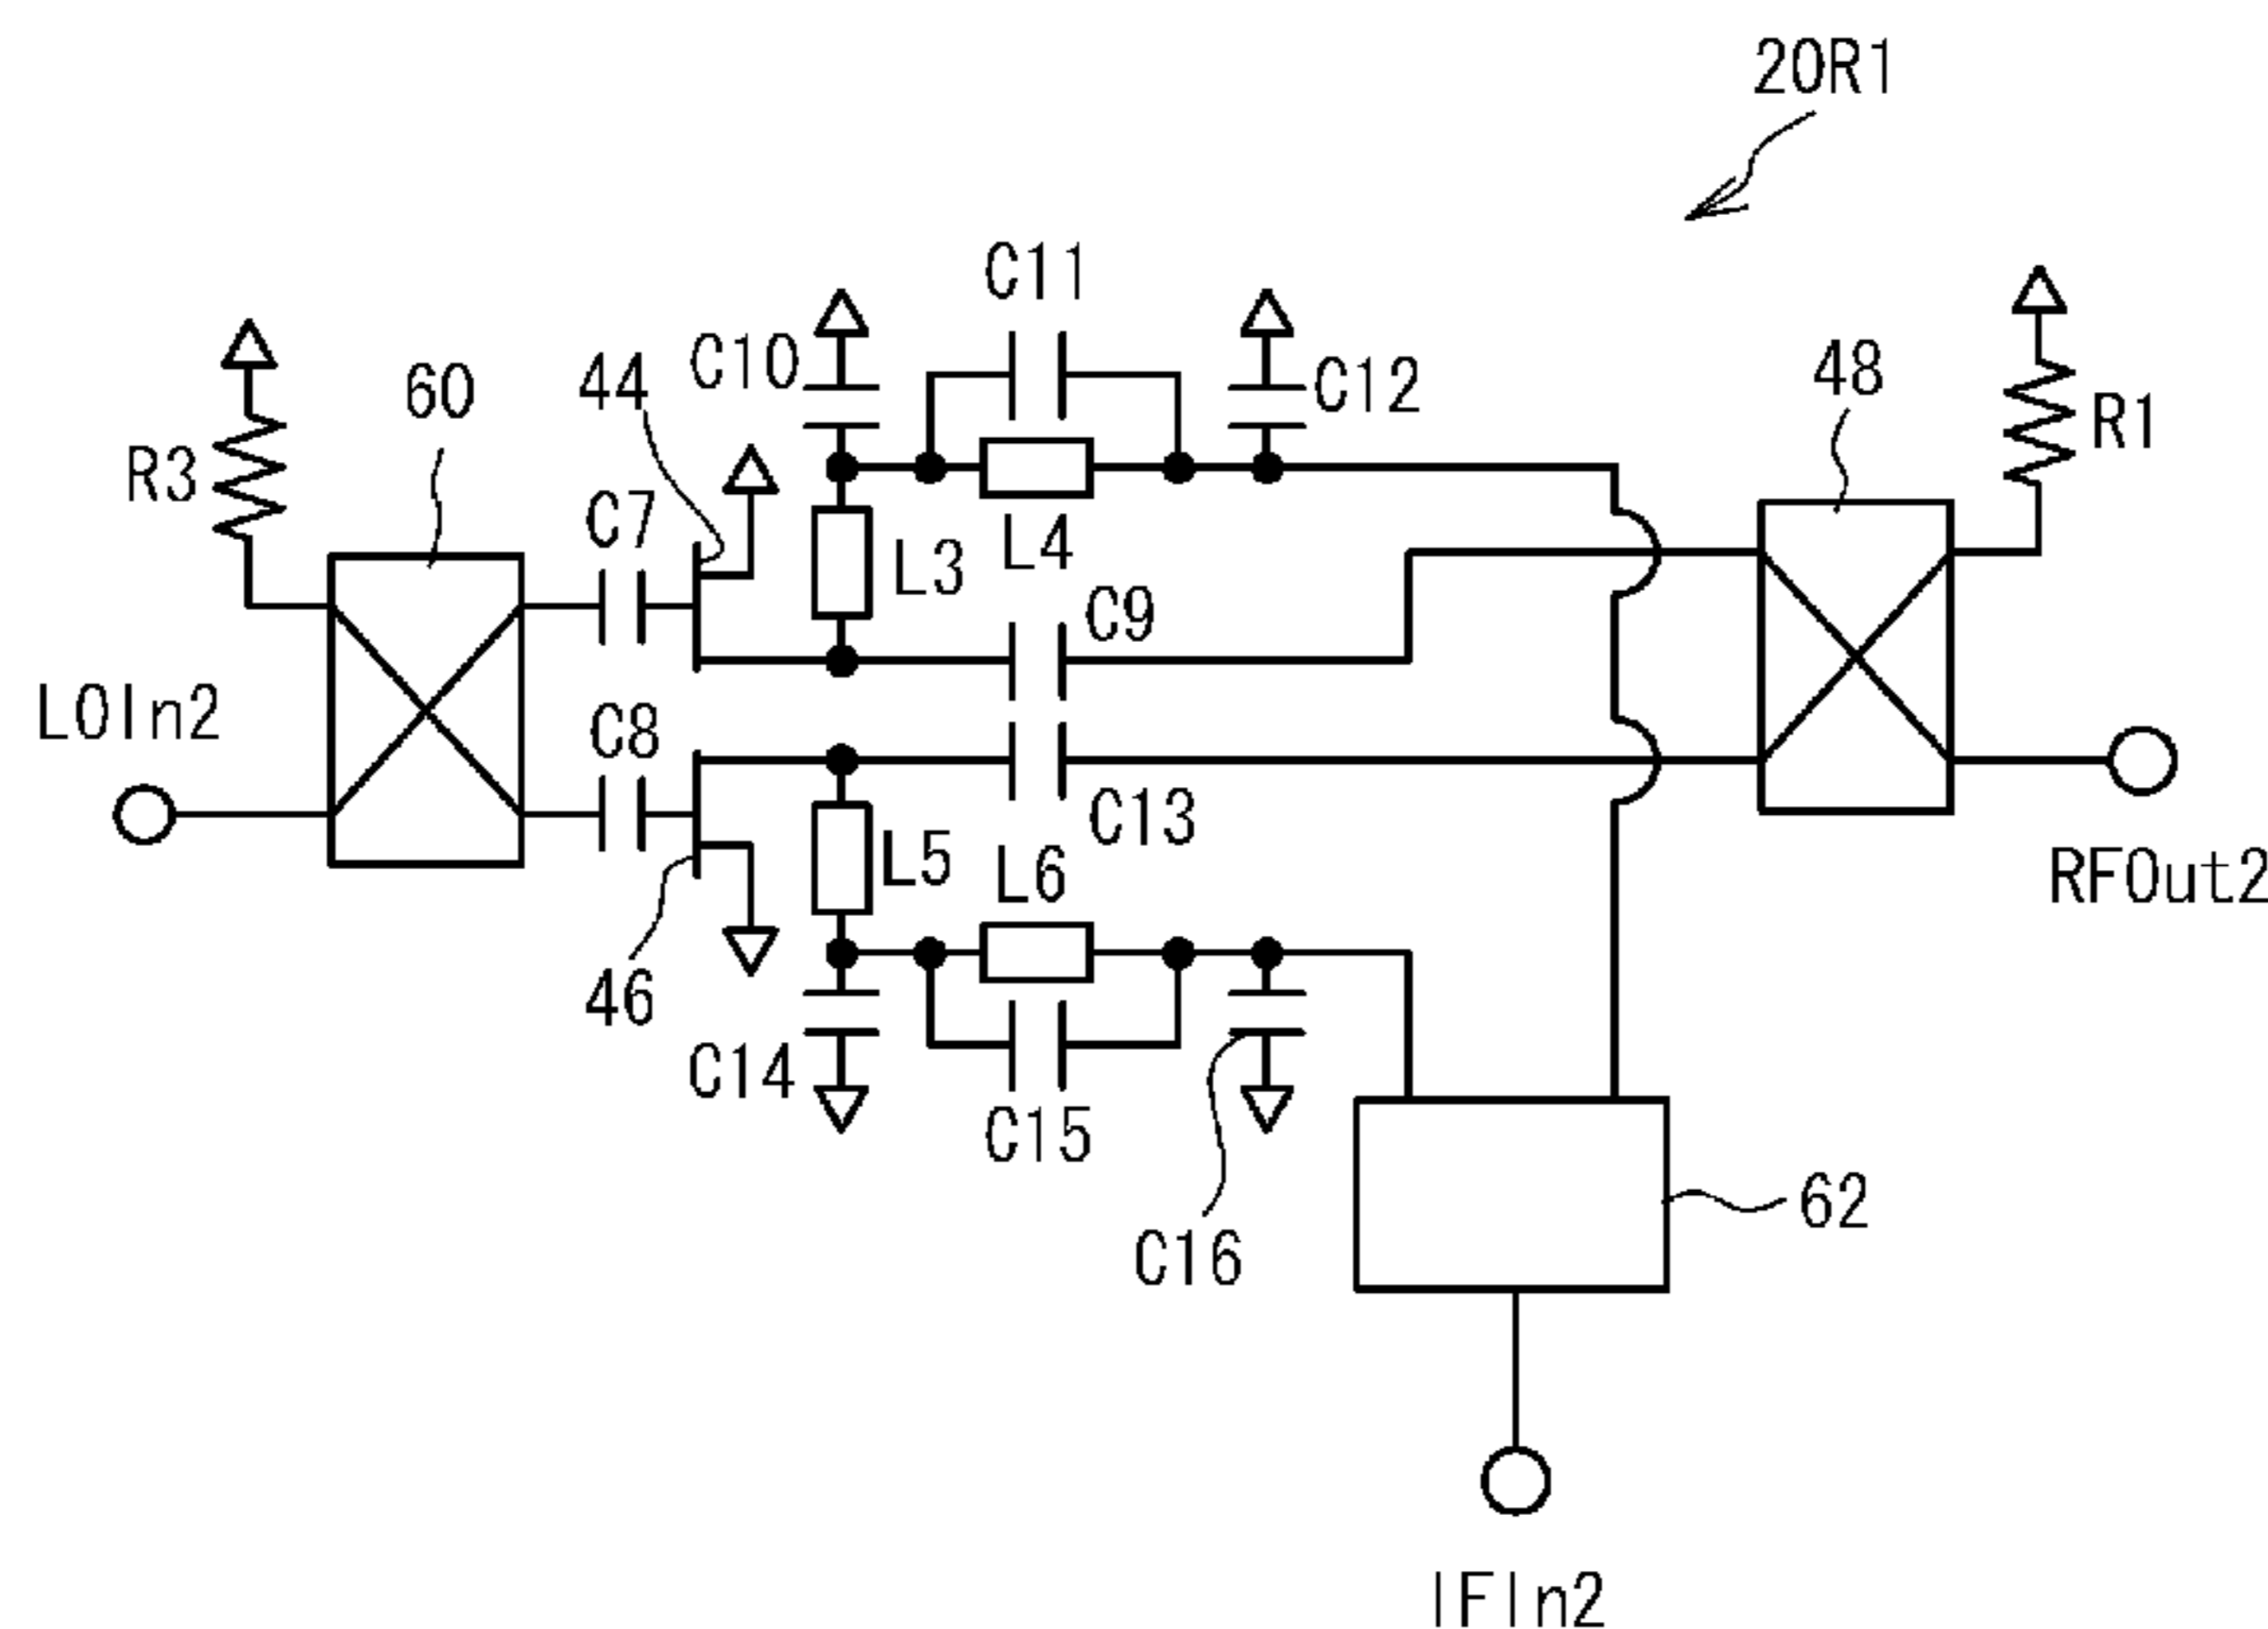 20R1
C11
C10
C12
44
60
48
R1
R3
C7
L3
L4
C9
LOIn2
C8
C13
L5
L6
RFOut2
46
C14
C15
62
C16
IFIn2